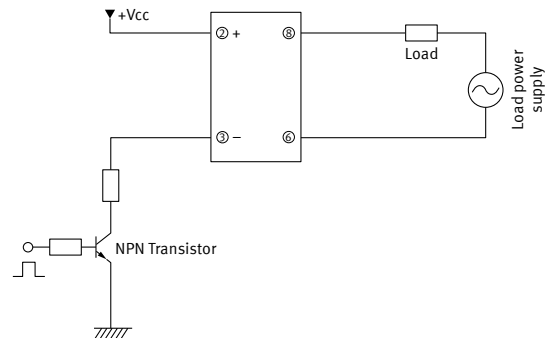 +Vcc
② + ⑧
Load
③ − ⑥
Load power
supply
NPN Transistor